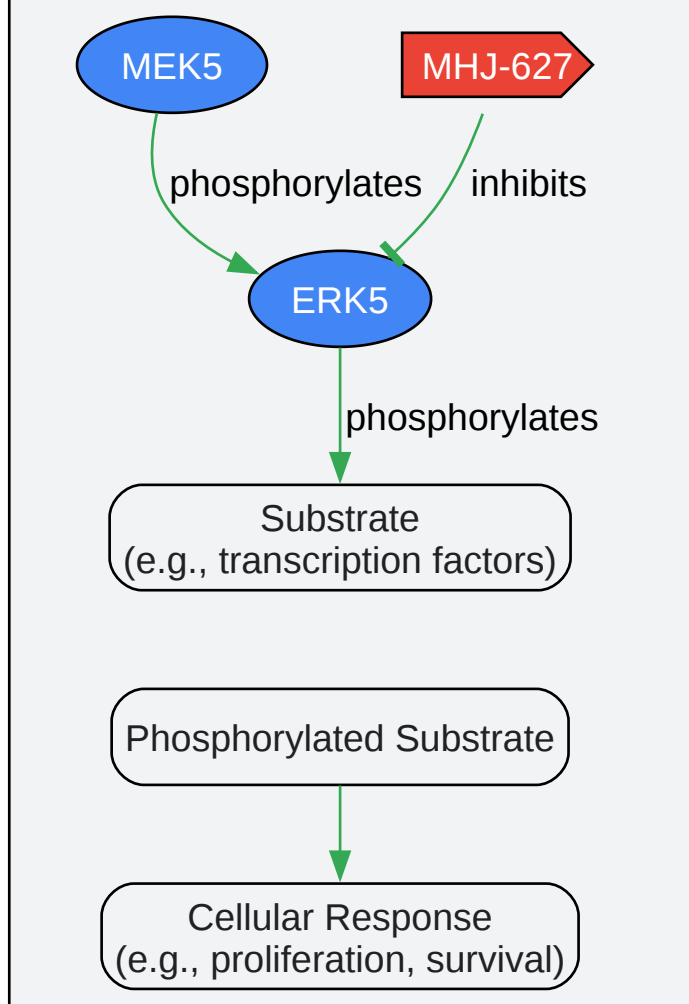 MEK5
MHJ-627
phosphorylates
inhibits
ERK5
phosphorylates
Substrate
(e.g., transcription factors)
Phosphorylated Substrate
Cellular Response
(e.g., proliferation, survival)